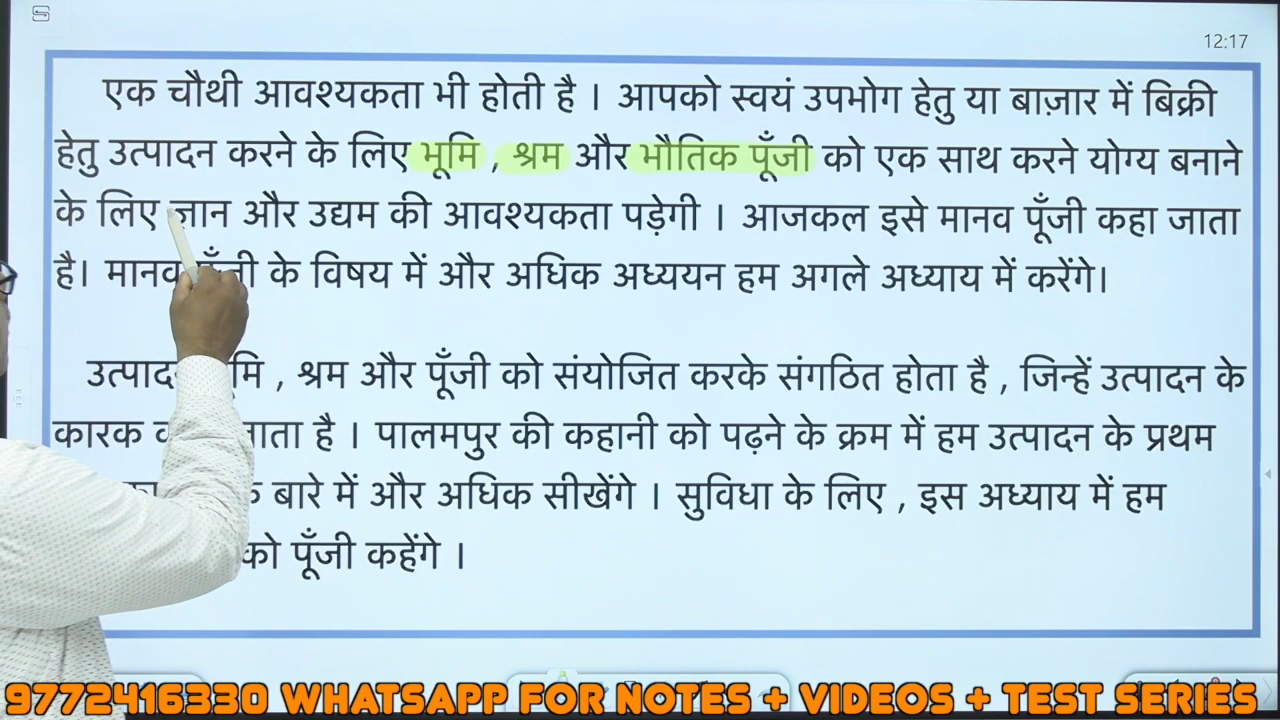 12:17
एक चौथी आवश्यकता भी होती है । आपको स्वयं उपभोग हेतु या बाज़ार में बिक्री
हेतु उत्पादन करने के लिए भूमि , श्रम और भौतिक पूँजी को एक साथ करने योग्य बनाने
के लिए ज्ञान और उद्यम की आवश्यकता पड़ेगी । आजकल इसे मानव पूँजी कहा जाता
है। मानव पूँजी के विषय में और अधिक अध्ययन हम अगले अध्याय में करेंगे।
श्रम और पूँजी को संयोजित करके संगठित होता है , जिन्हें उत्पादन के
कारक जाता है । पालमपुर की कहानी को पढ़ने के क्रम में हम उत्पादन के प्रथम
बारे में और अधिक सीखेंगे । सुविधा के लिए , इस अध्याय में हम
को पूँजी कहेंगे ।
9772416330 WHATSAPP FOR NOTES + VIDEOS + TEST SERIES